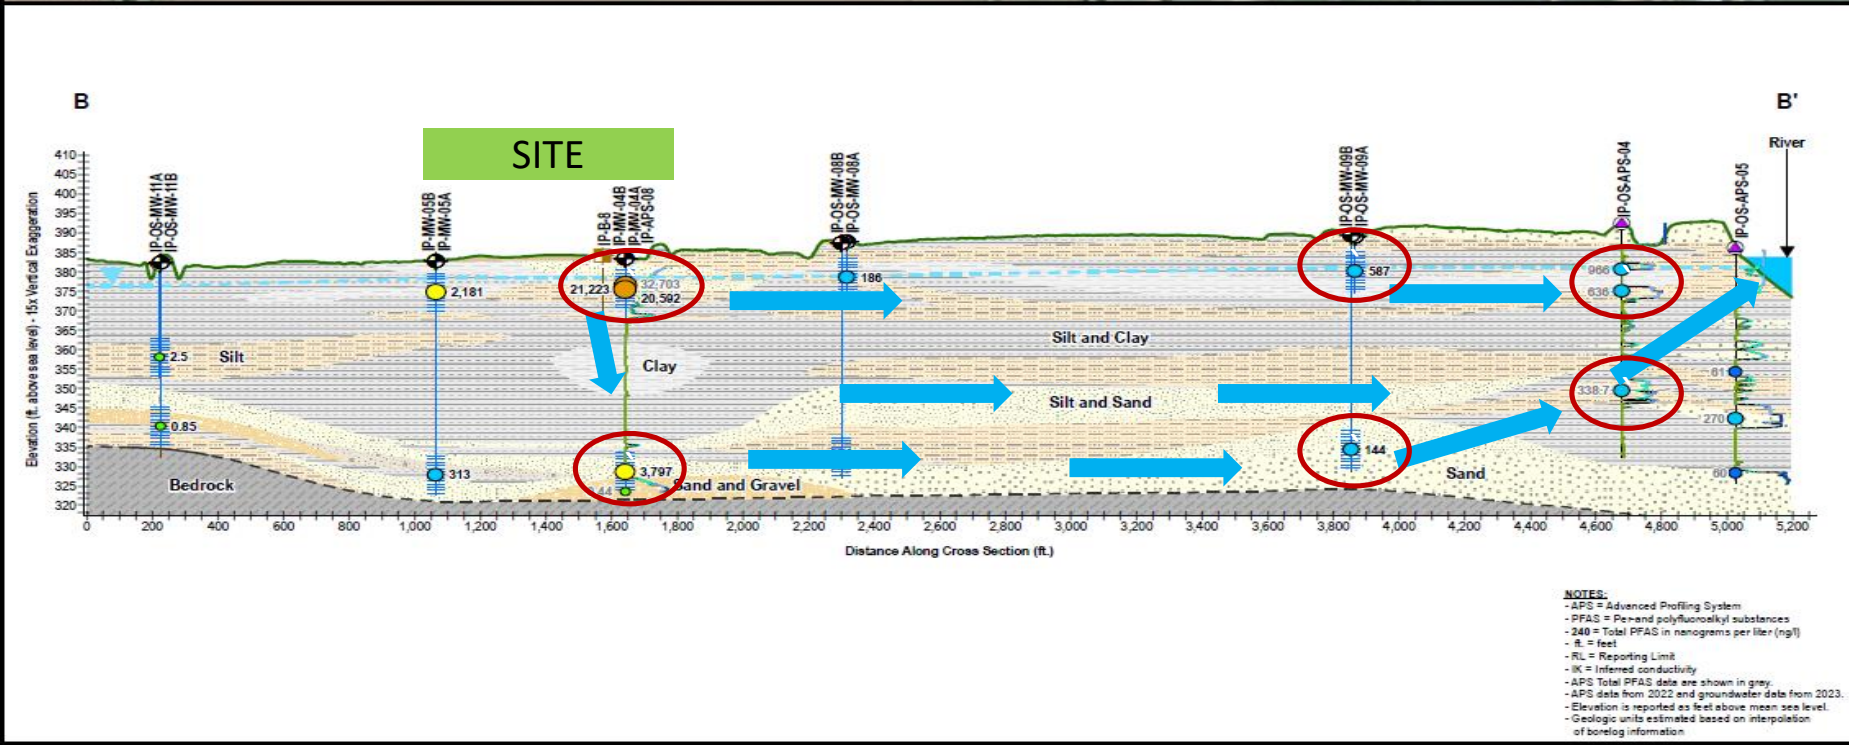 B
B'
SITE
River
IP-OS-MW-11A
IP-OS-MW-11B
IP-MW-05B
IP-MW-05A
IP-B-8
IP-MW-04B
IP-MW-04A
IP-APS-08
IP-OS-MW-08B
IP-OS-MW-08A
IP-OS-MW-09B
IP-OS-MW-09A
IP-OS-APS-04
IP-OS-APS-05
Elevation (ft. above sea level) - 15x Vertical Exaggeration
410
405
400
395
390
385
380
375
370
365
360
355
350
345
340
335
330
325
320
2,181
21,223
32,703
20,592
186
587
966
636
2.5
Silt
Clay
Silt and Clay
Silt and Sand
338.7
81
270
0.85
313
3,797
Sand and Gravel
144
Sand
60
Bedrock
0 200 400 600 800 1,000 1,200 1,400 1,600 1,800 2,000 2,200 2,400 2,600 2,800 3,000 3,200 3,400 3,600 3,800 4,000 4,200 4,400 4,600 4,800 5,000 5,200
Distance Along Cross Section (ft.)
NOTES:
- APS = Advanced Profiling System
- PFAS = Per-and polyfluoroalkyl substances
- 240 = Total PFAS in nanograms per liter (ng/l)
- ft. = feet
- RL = Reporting Limit
- IK = Inferred conductivity
- APS Total PFAS data are shown in gray.
- APS data from 2022 and groundwater data from 2023.
- Elevation is reported as feet above mean sea level.
- Geologic units estimated based on interpolation
of borelog information